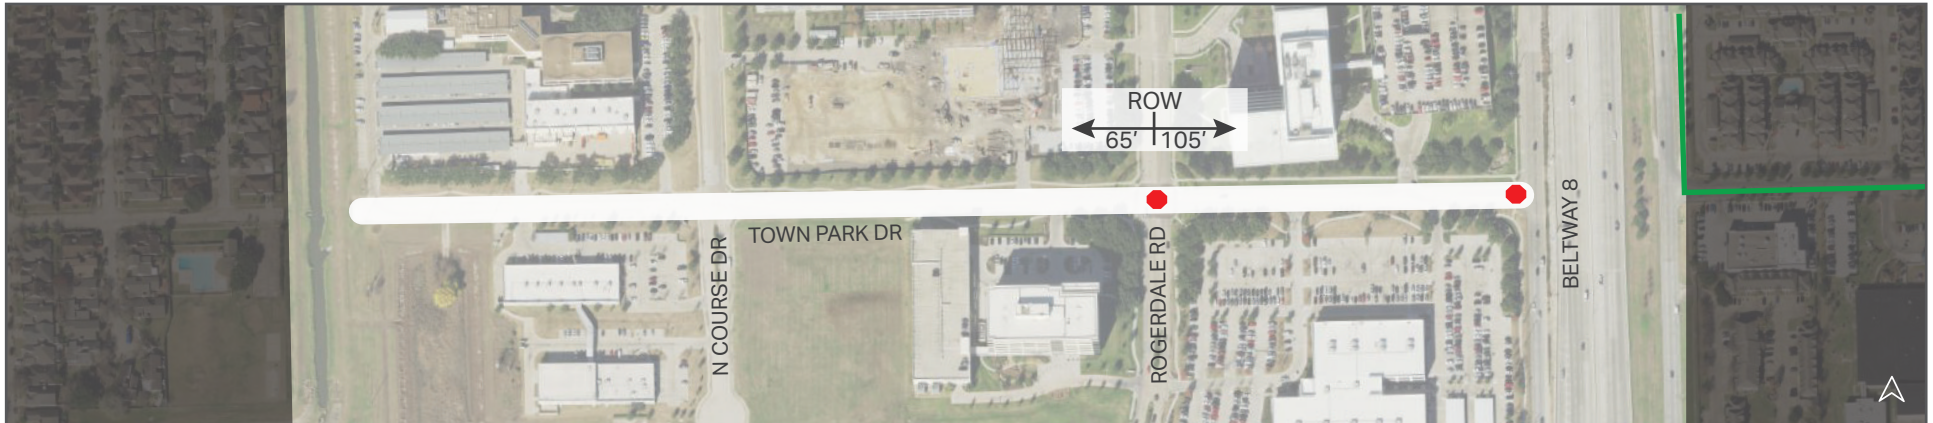 ROW
65’ 105’
TOWN PARK DR
N COURSE DR
ROGERDALE RD
BELTWAY 8